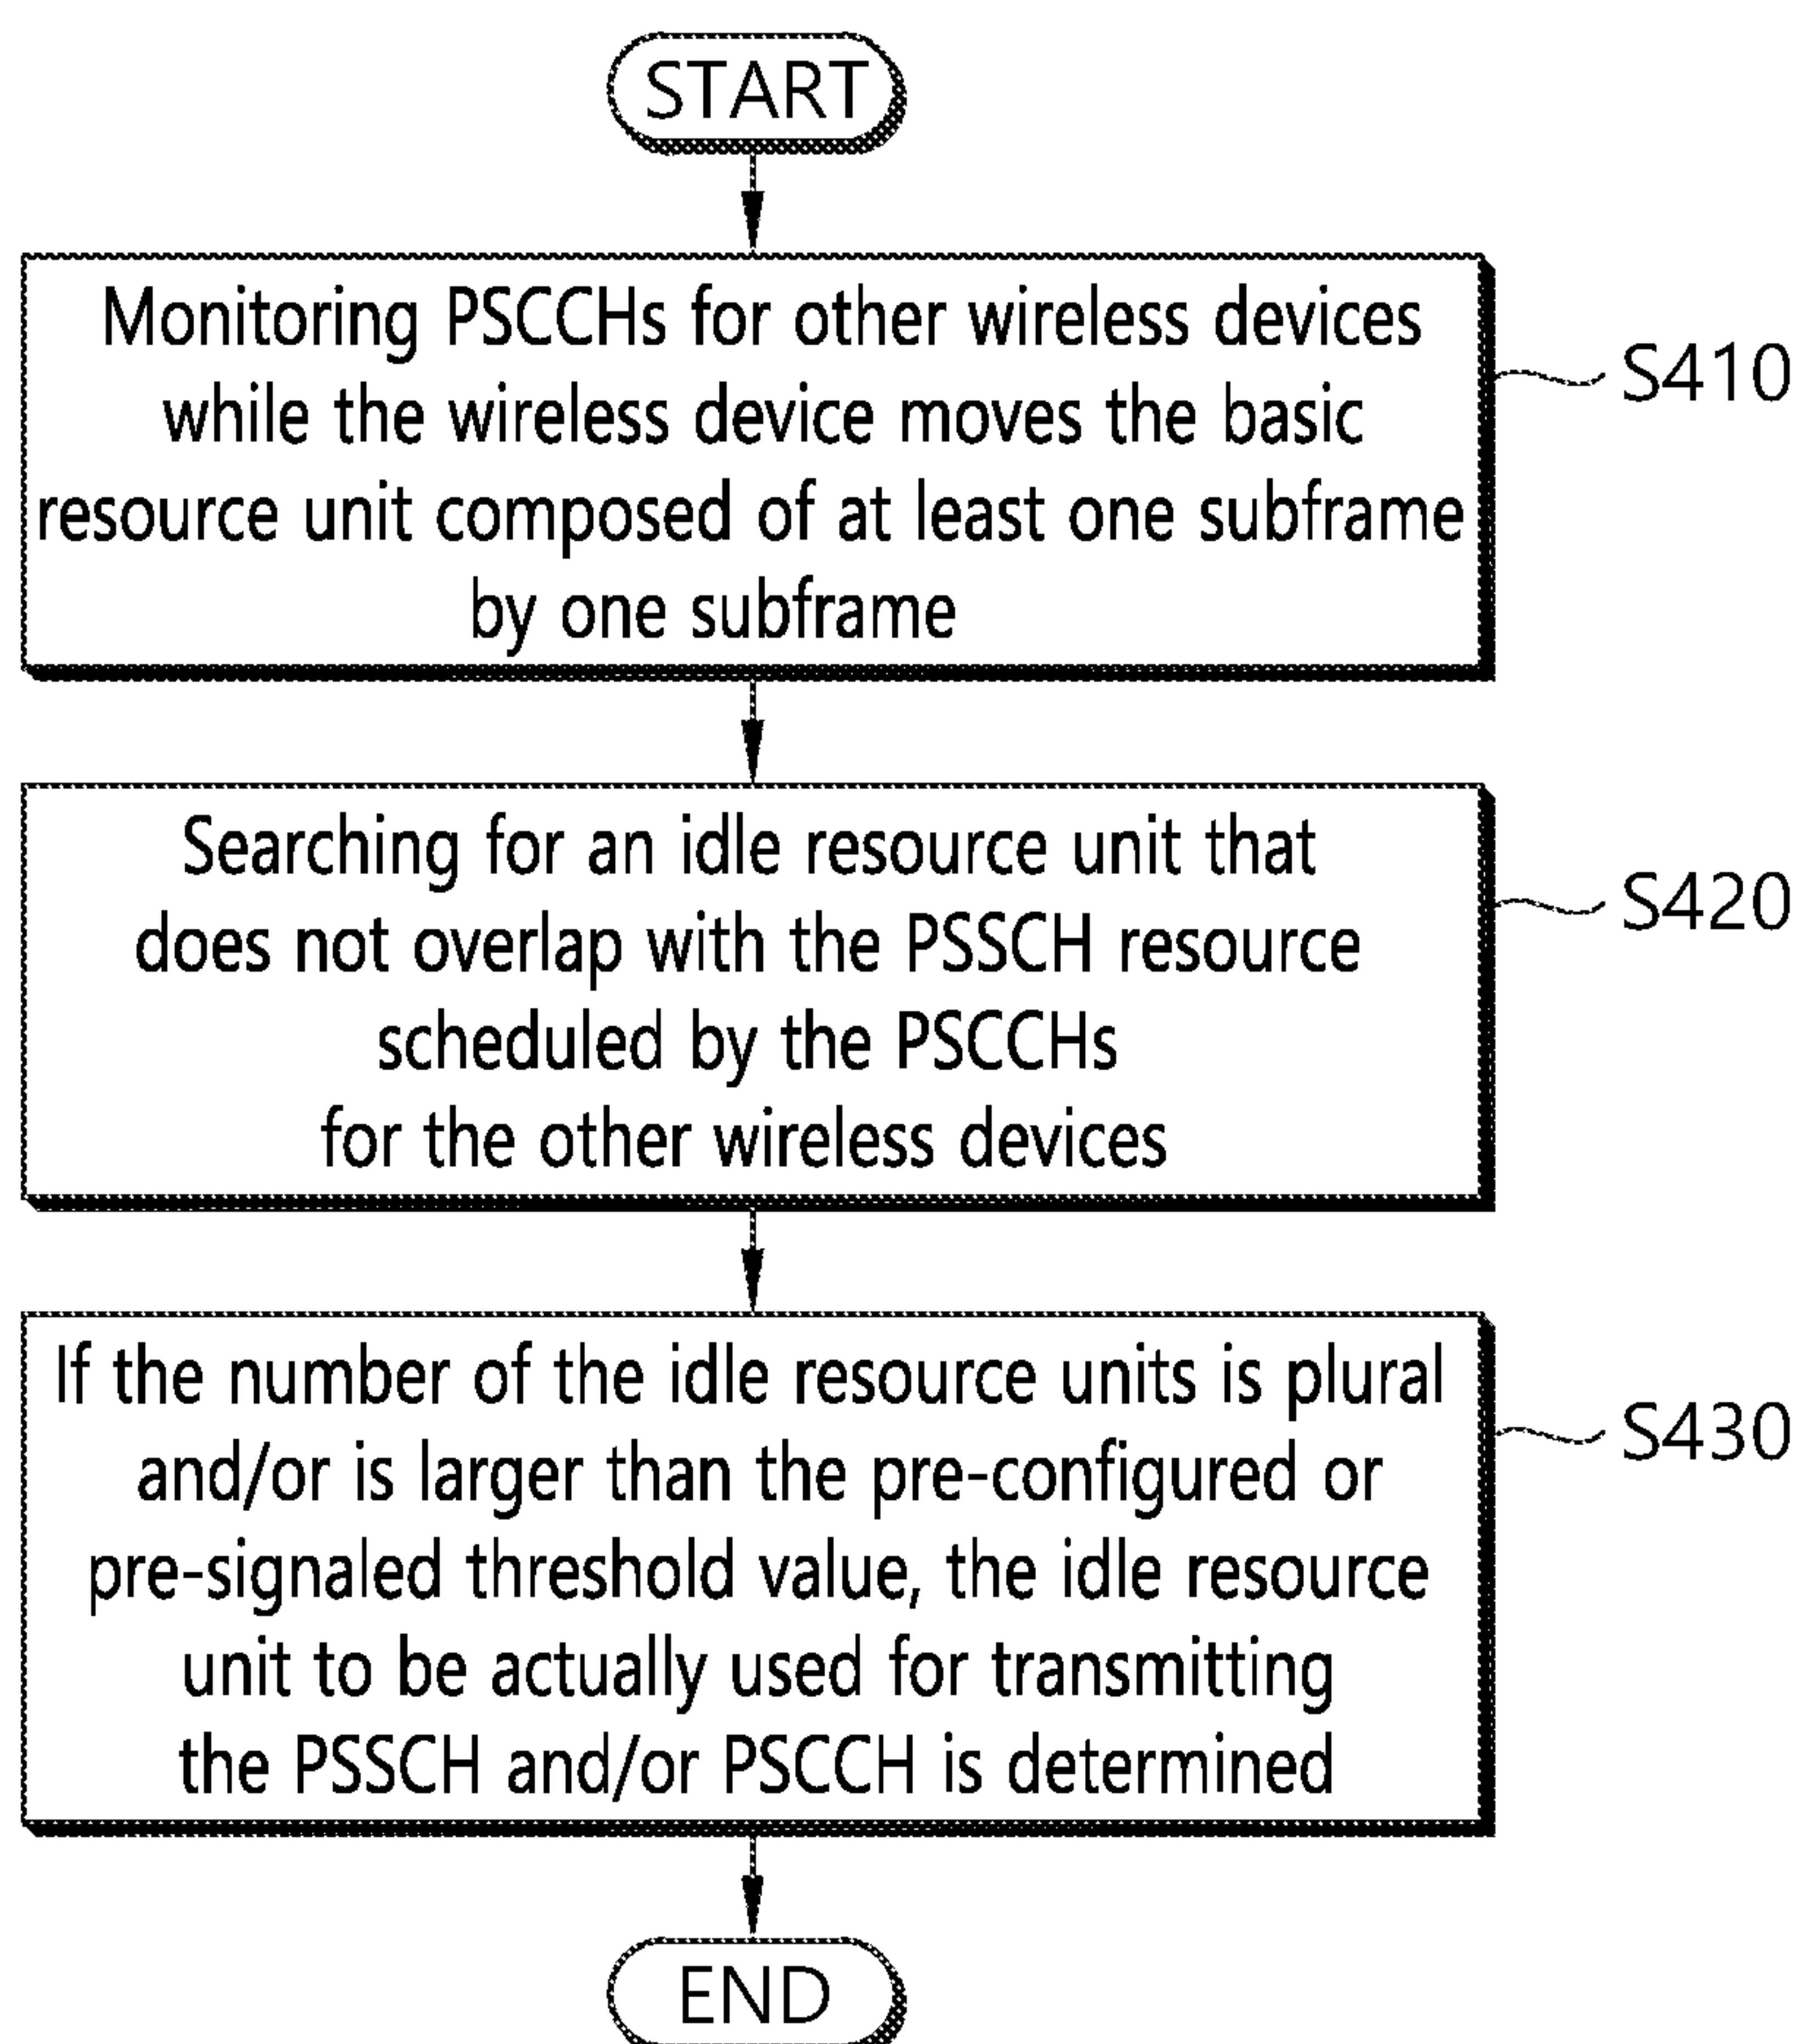 START
Monitoring PSCCHs for other wireless devices
while the wireless device moves the basic
resource unit composed of at least one subframe
by one subframe
S410
Searching for an idle resource unit that
does not overlap with the PSSCH resource
scheduled by the PSCCHs
for the other wireless devices
S420
If the number of the idle resource units is plural
and/or is larger than the pre-configured or
pre-signaled threshold value, the idle resource
unit to be actually used for transmitting
the PSSCH and/or PSCCH is determined
S430
END